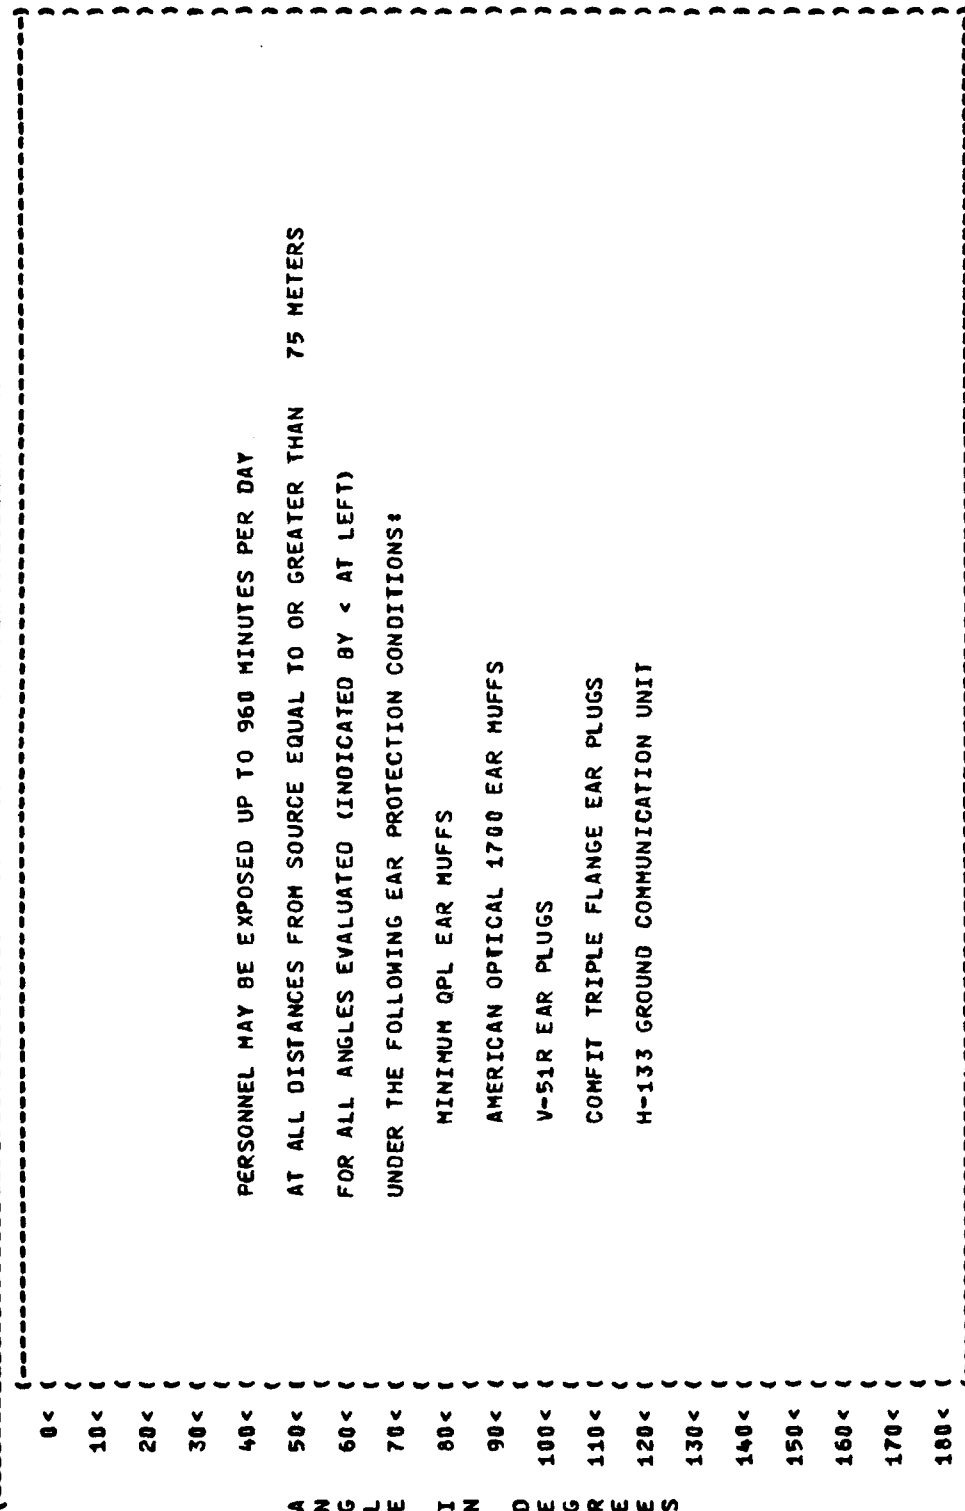 0<
10<
20<
30<
40< PERSONNEL MAY BE EXPOSED UP TO 960 MINUTES PER DAY
A 50< AT ALL DISTANCES FROM SOURCE EQUAL TO OR GREATER THAN 75 METERS
N
G 60< FOR ALL ANGLES EVALUATED (INDICATED BY < AT LEFT)
L
E 70< UNDER THE FOLLOWING EAR PROTECTION CONDITIONS:
I 80< MINIMUM QPL EAR MUFFS
N
90< AMERICAN OPTICAL 1700 EAR MUFFS
D
E 100< V-51R EAR PLUGS
G
R 110< COMFIT TRIPLE FLANGE EAR PLUGS
E
E 120< H-133 GROUND COMMUNICATION UNIT
S
130<
140<
150<
160<
170<
180<